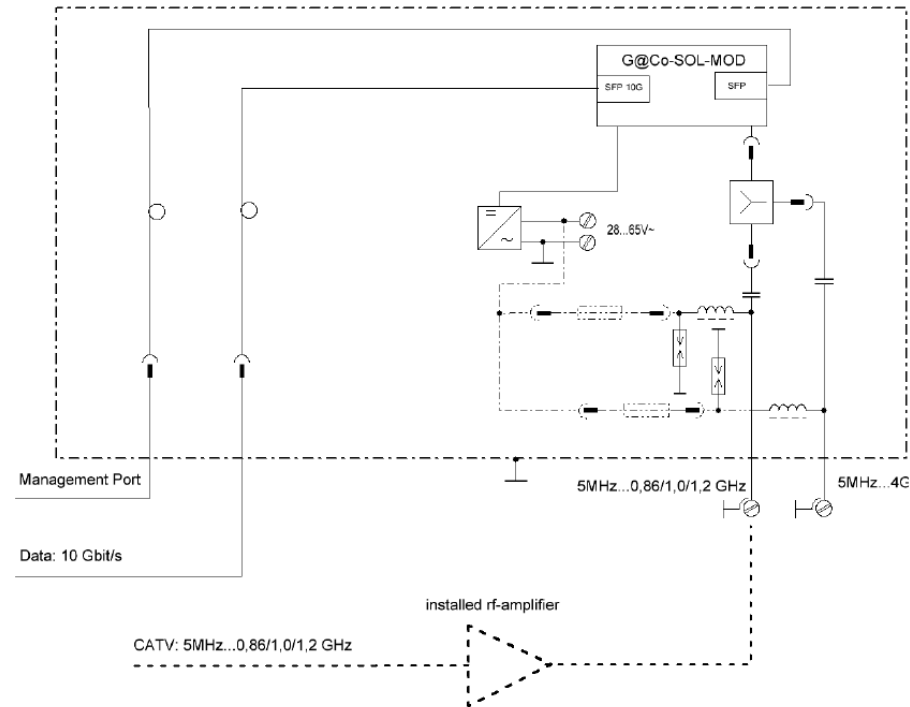 G@Co-SOL-MOD
SFP 10G
SFP
28...65V~
Management Port
5MHz...0,86/1,0/1,2 GHz
5MHz...4G
Data: 10 Gbit/s
installed rf-amplifier
CATV: 5MHz...0,86/1,0/1,2 GHz